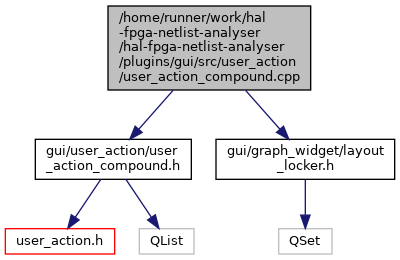 /home/runner/work/hal
-fpga-netlist-analyser
/hal-fpga-netlist-analyser
/plugins/gui/src/user_action
/user_action_compound.cpp
gui/user_action/user
_action_compound.h
gui/graph_widget/layout
_locker.h
user_action.h
QList
QSet